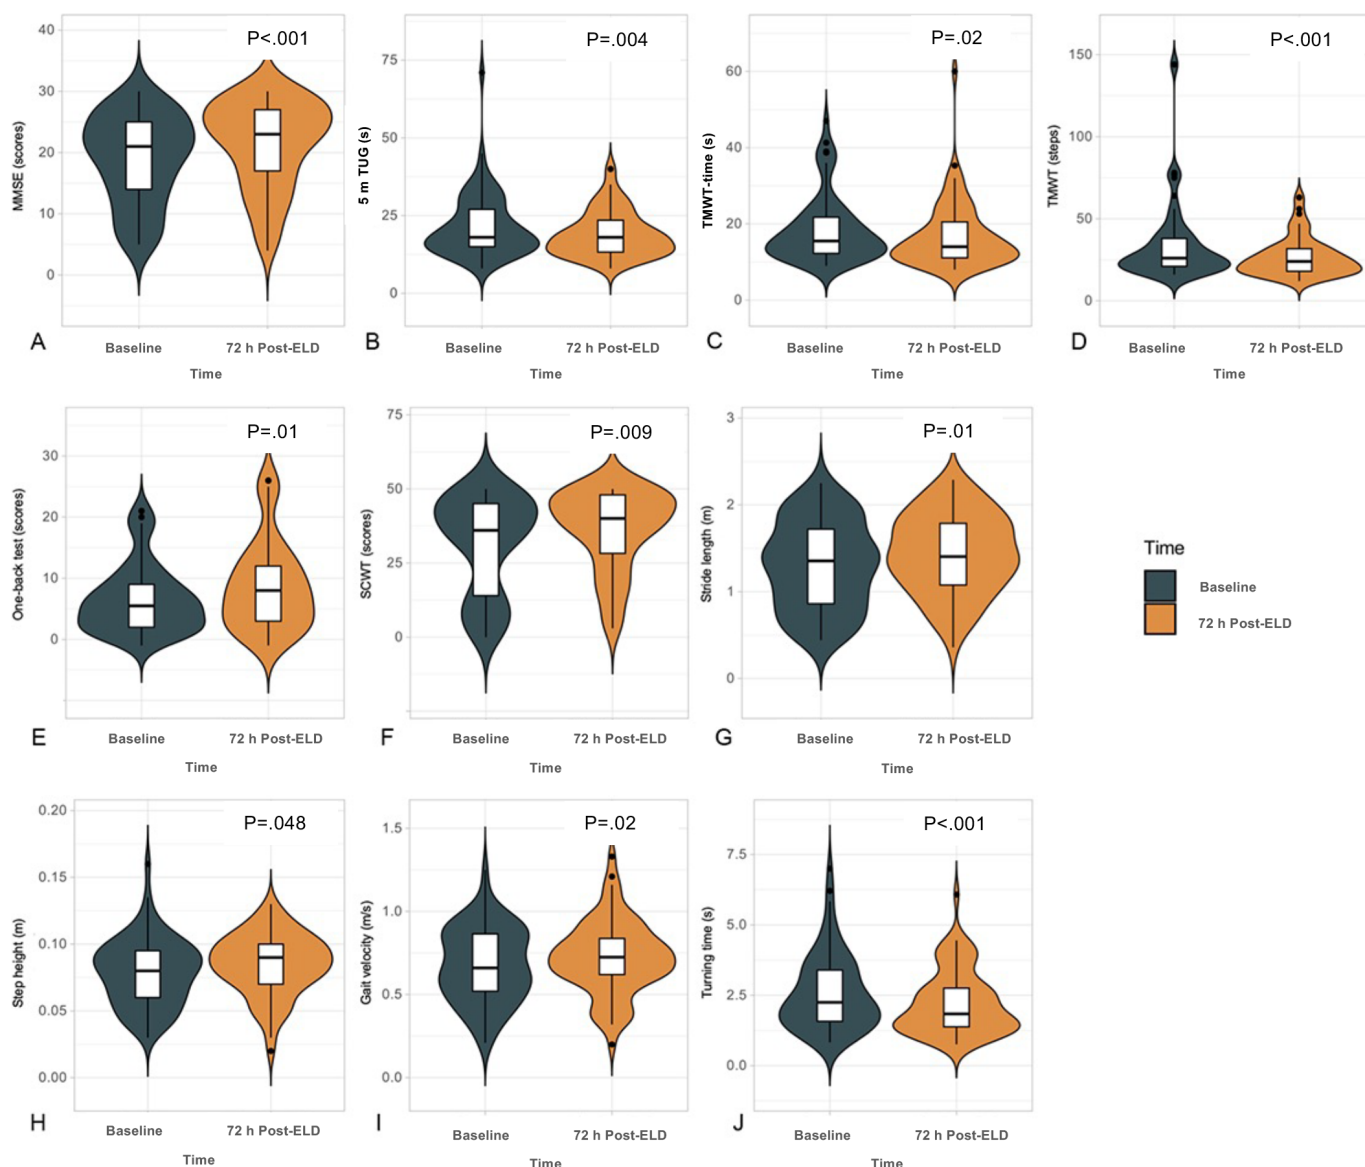 P<.001
40
30
20
10
0
MMSE (scores)
A
Baseline
72 h Post-ELD
Time
P=.004
75
50
25
0
5 m TUG (s)
B
Baseline
72 h Post-ELD
Time
P=.02
60
40
20
0
TMWT-time (s)
C
Baseline
72 h Post-ELD
Time
P<.001
150
100
50
0
TMWT (steps)
D
Baseline
72 h Post-ELD
Time
P=.01
30
20
10
0
One-back test (scores)
E
Baseline
72 h Post-ELD
Time
P=.009
75
50
25
0
SCWT (scores)
F
Baseline
72 h Post-ELD
Time
P=.01
3
2
1
0
Stride length (m)
G
Baseline
72 h Post-ELD
Time
Time
Baseline
72 h Post-ELD
P=.048
0.20
0.15
0.10
0.05
0.00
Step height (m)
H
Baseline
72 h Post-ELD
Time
P=.02
1.5
1.0
0.5
0.0
Gait velocity (m/s)
I
Baseline
72 h Post-ELD
Time
P<.001
7.5
5.0
2.5
0.0
Turning time (s)
J
Baseline
72 h Post-ELD
Time